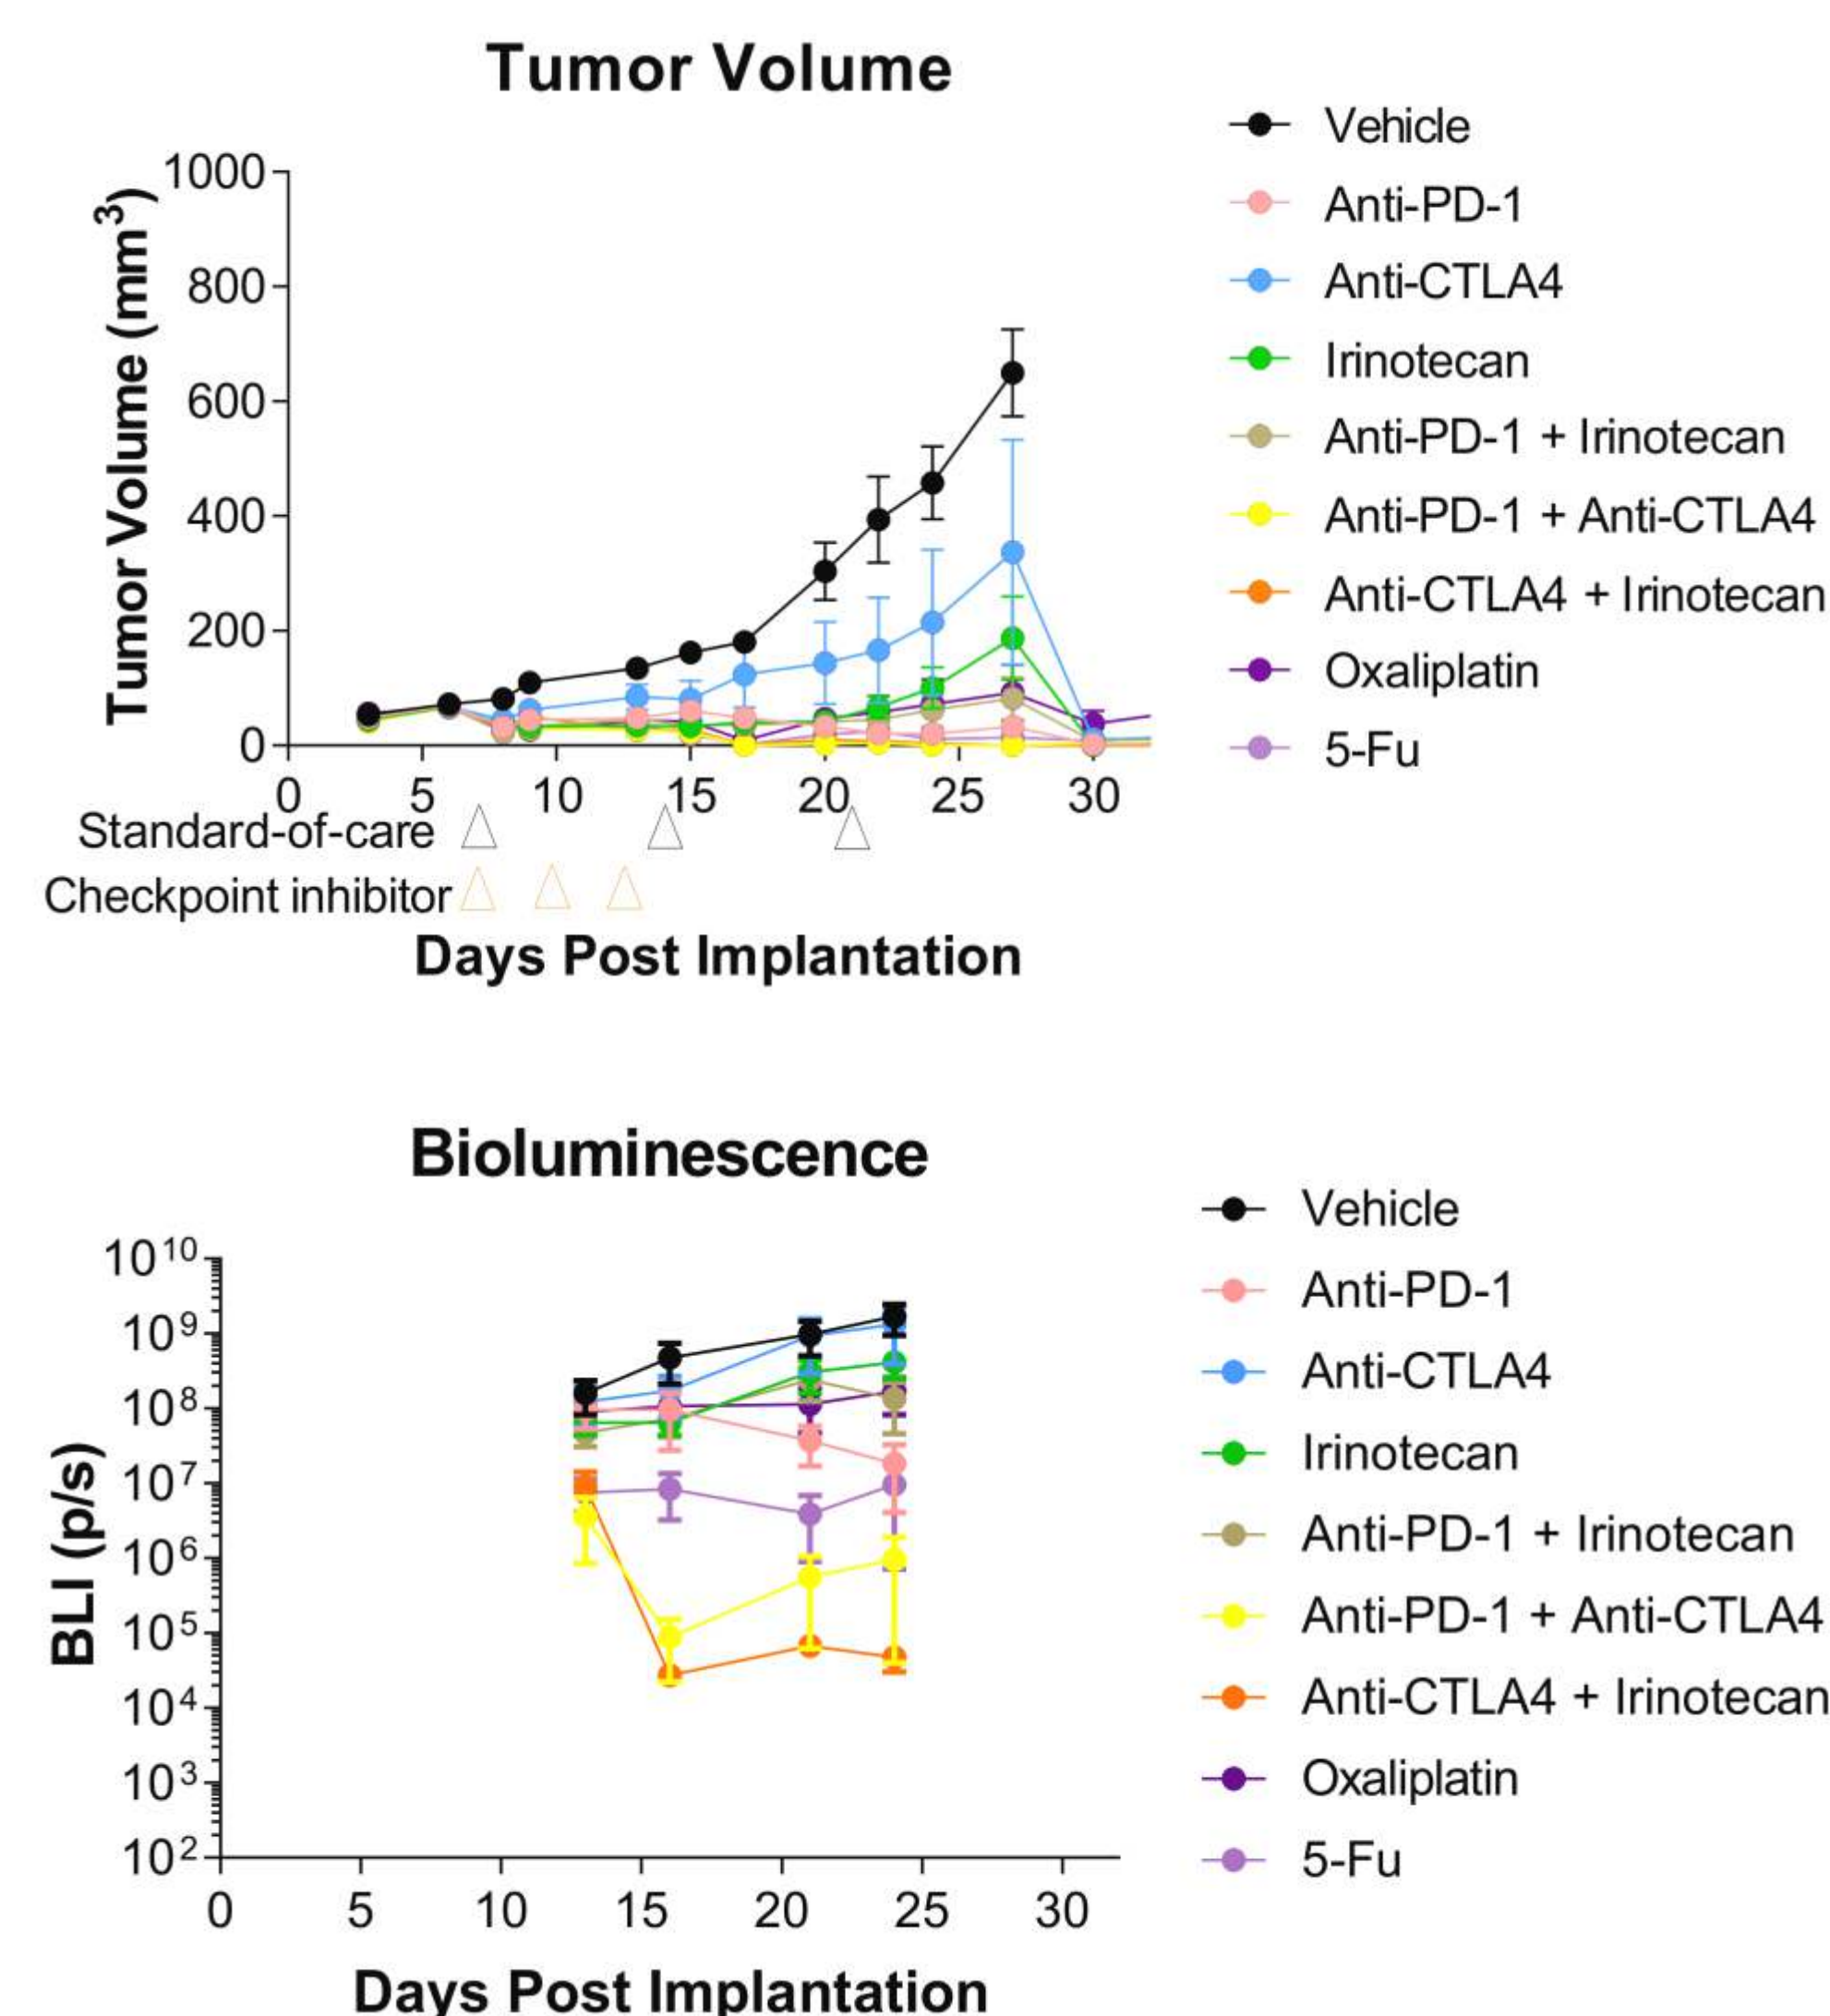 Tumor Volume
Tumor Volume (mm³)
1000
800
600
400
200
0
0 5 10 15 20 25 30
Standard-of-care
Checkpoint inhibitor
Days Post Implantation
Vehicle
Anti-PD-1
Anti-CTLA4
Irinotecan
Anti-PD-1 + Irinotecan
Anti-PD-1 + Anti-CTLA4
Anti-CTLA4 + Irinotecan
Oxaliplatin
5-Fu
Bioluminescence
BLI (p/s)
10¹⁰
10⁹
10⁸
10⁷
10⁶
10⁵
10⁴
10³
10²
0 5 10 15 20 25 30
Days Post Implantation
Vehicle
Anti-PD-1
Anti-CTLA4
Irinotecan
Anti-PD-1 + Irinotecan
Anti-PD-1 + Anti-CTLA4
Anti-CTLA4 + Irinotecan
Oxaliplatin
5-Fu